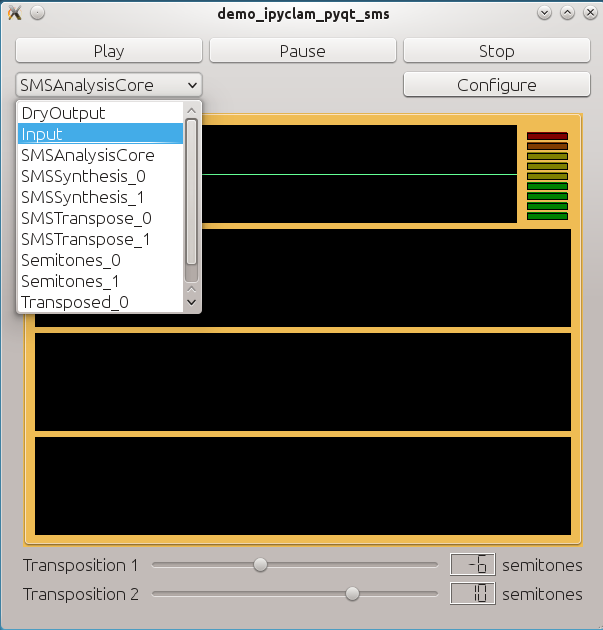 demo_ipyclam_pyqt_sms
Play
Pause
Stop
SMSAnalysisCore
Configure
DryOutput
Input
SMSAnalysisCore
SMSSynthesis_0
SMSSynthesis_1
SMSTranspose_0
SMSTranspose_1
Semitones_0
Semitones_1
Transposed_0
Transposition 1 -6 semitones
Transposition 2 10 semitones